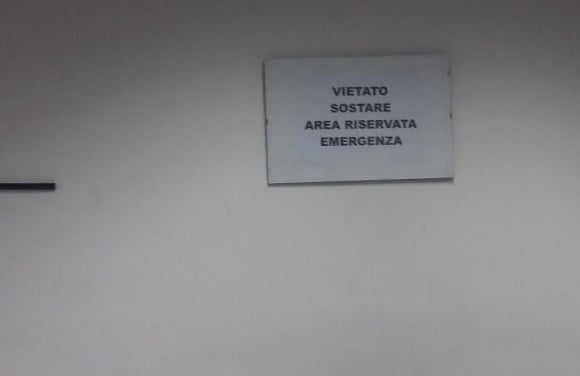 VIETATO
SOSTARE
AREA RISERVATA
EMERGENZA